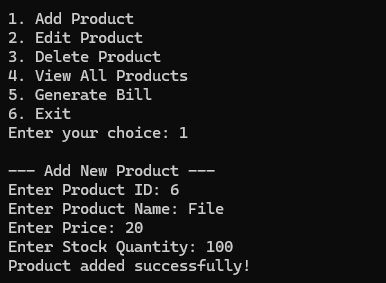 1. Add Product
2. Edit Product
3. Delete Product
4. View All Products
5. Generate Bill
6. Exit
Enter your choice: 1
--- Add New Product ---
Enter Product ID: 6
Enter Product Name: File
Enter Price: 20
Enter Stock Quantity: 100
Product added successfully!